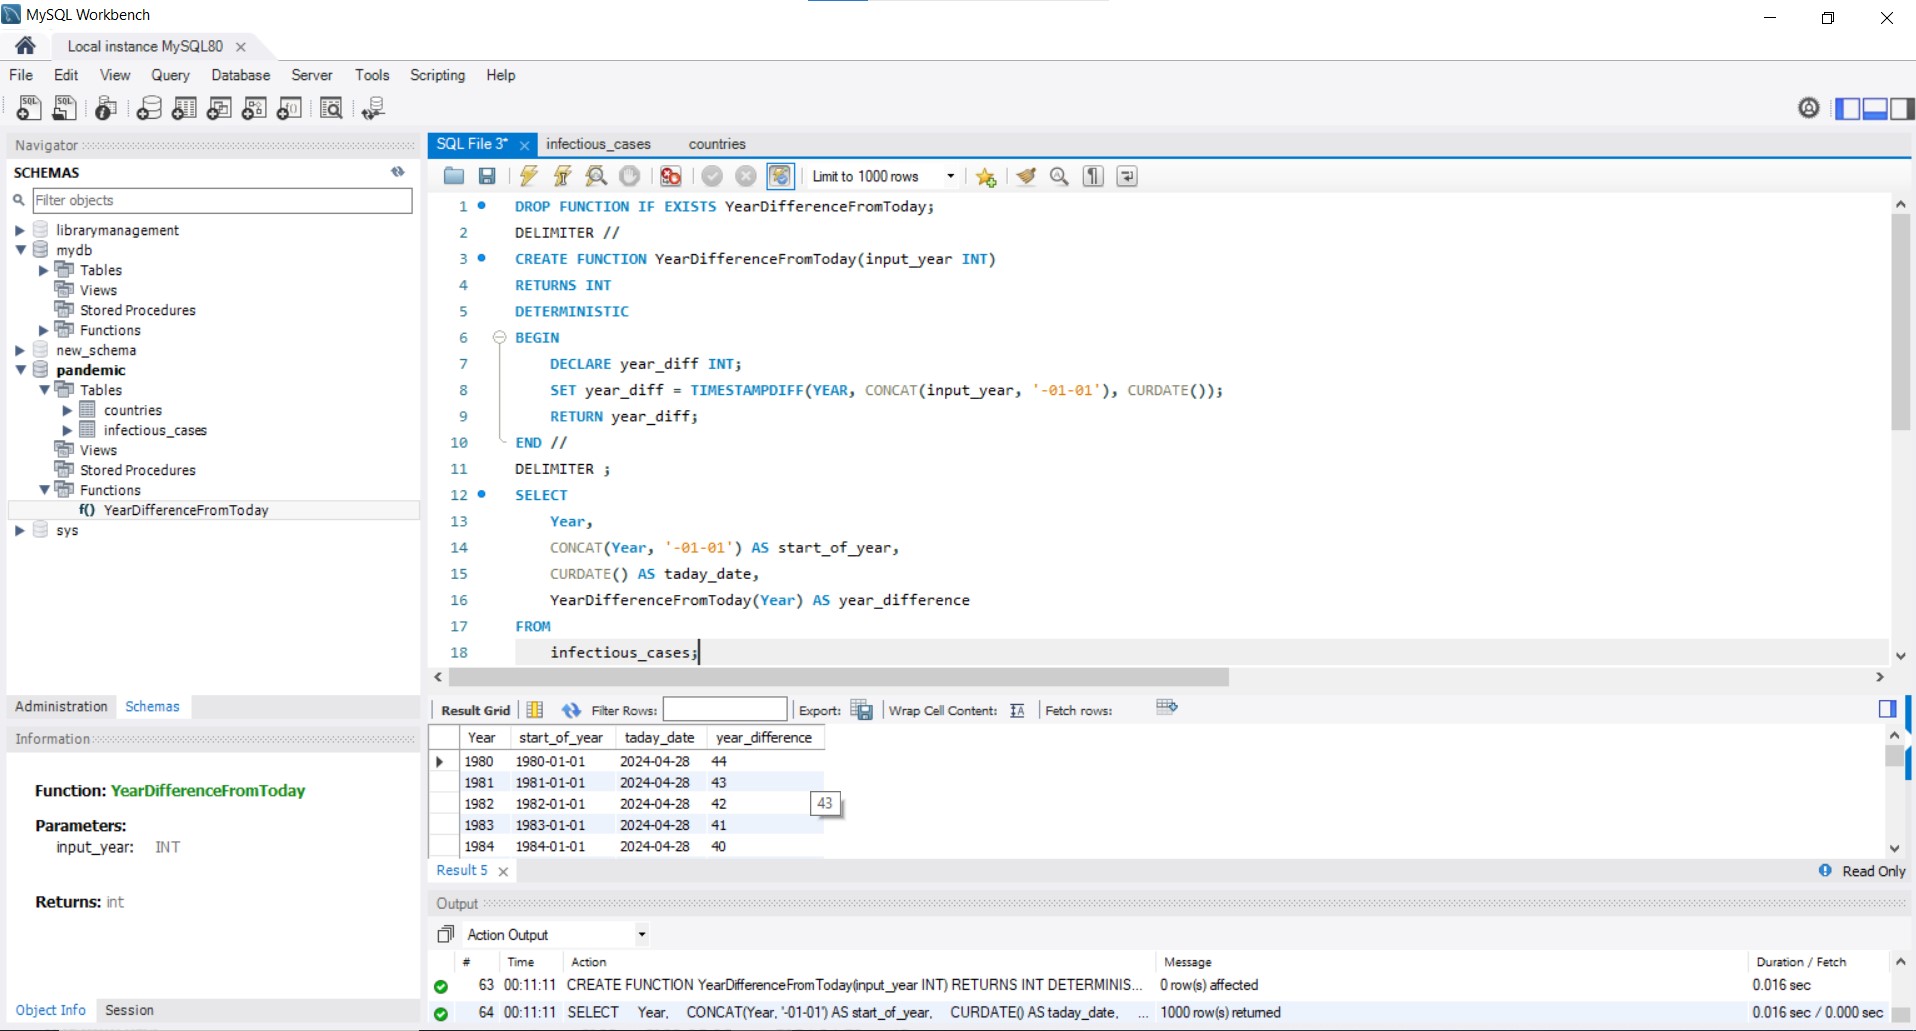 MySQL Workbench
Local instance MySQL80
File Edit View Query Database Server Tools Scripting Help
Navigator
SCHEMAS
Filter objects
librarymanagement
mydb
Tables
Views
Stored Procedures
Functions
new_schema
pandemic
Tables
countries
infectious_cases
Views
Stored Procedures
Functions
f() YearDifferenceFromToday
sys
Administration Schemas
Information
Function: YearDifferenceFromToday
Parameters:
input_year: INT
Returns: int
Object Info Session
SQL File 3* infectious_cases countries
Limit to 1000 rows
1 DROP FUNCTION IF EXISTS YearDifferenceFromToday;
2 DELIMITER //
3 CREATE FUNCTION YearDifferenceFromToday(input_year INT)
4 RETURNS INT
5 DETERMINISTIC
6 BEGIN
7 DECLARE year_diff INT;
8 SET year_diff = TIMESTAMPDIFF(YEAR, CONCAT(input_year, '-01-01'), CURDATE());
9 RETURN year_diff;
10 END //
11 DELIMITER ;
12 SELECT
13 Year,
14 CONCAT(Year, '-01-01') AS start_of_year,
15 CURDATE() AS taday_date,
16 YearDifferenceFromToday(Year) AS year_difference
17 FROM
18 infectious_cases;
Result Grid Filter Rows: Export: Wrap Cell Content: Fetch rows:
Year start_of_year taday_date year_difference
1980 1980-01-01 2024-04-28 44
1981 1981-01-01 2024-04-28 43
1982 1982-01-01 2024-04-28 42
43
1983 1983-01-01 2024-04-28 41
1984 1984-01-01 2024-04-28 40
Result 5 Read Only
Output
Action Output
# Time Action Message Duration / Fetch
63 00:11:11 CREATE FUNCTION YearDifferenceFromToday(input_year INT) RETURNS INT DETERMINIS... 0 row(s) affected 0.016 sec
64 00:11:11 SELECT Year, CONCAT(Year, '-01-01') AS start_of_year, CURDATE() AS taday_date, ... 1000 row(s) returned 0.016 sec / 0.000 sec